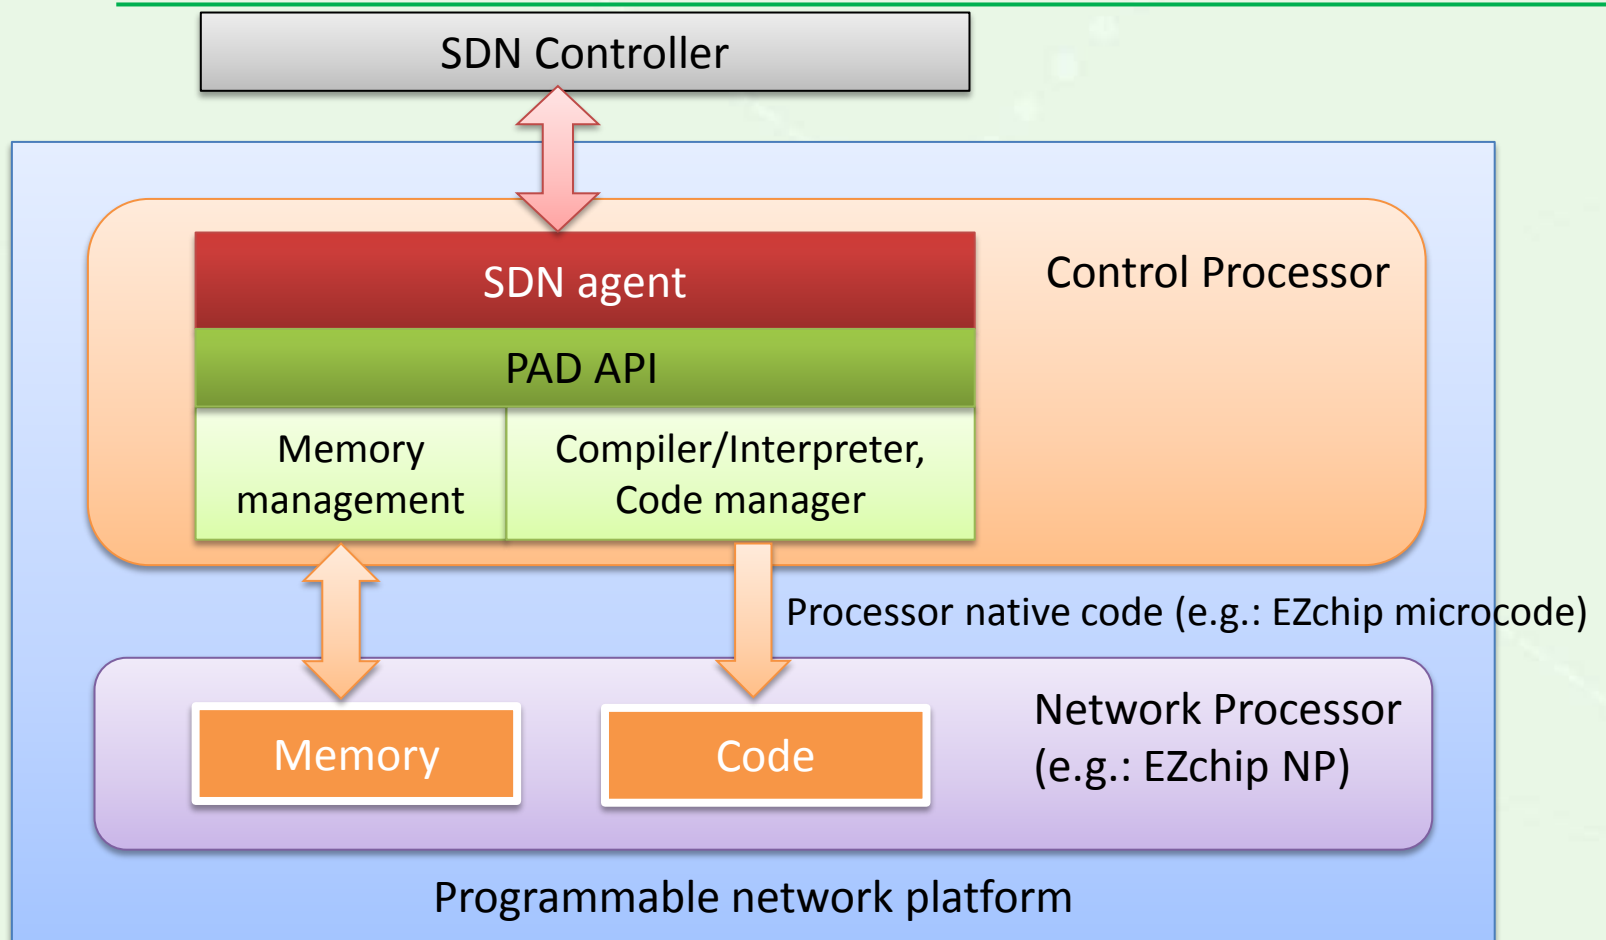 SDN Controller
SDN agent
Control Processor
PAD API
Memory
management
Compiler/Interpreter,
Code manager
Processor native code (e.g.: EZchip microcode)
Memory
Code
Network Processor
(e.g.: EZchip NP)
Programmable network platform